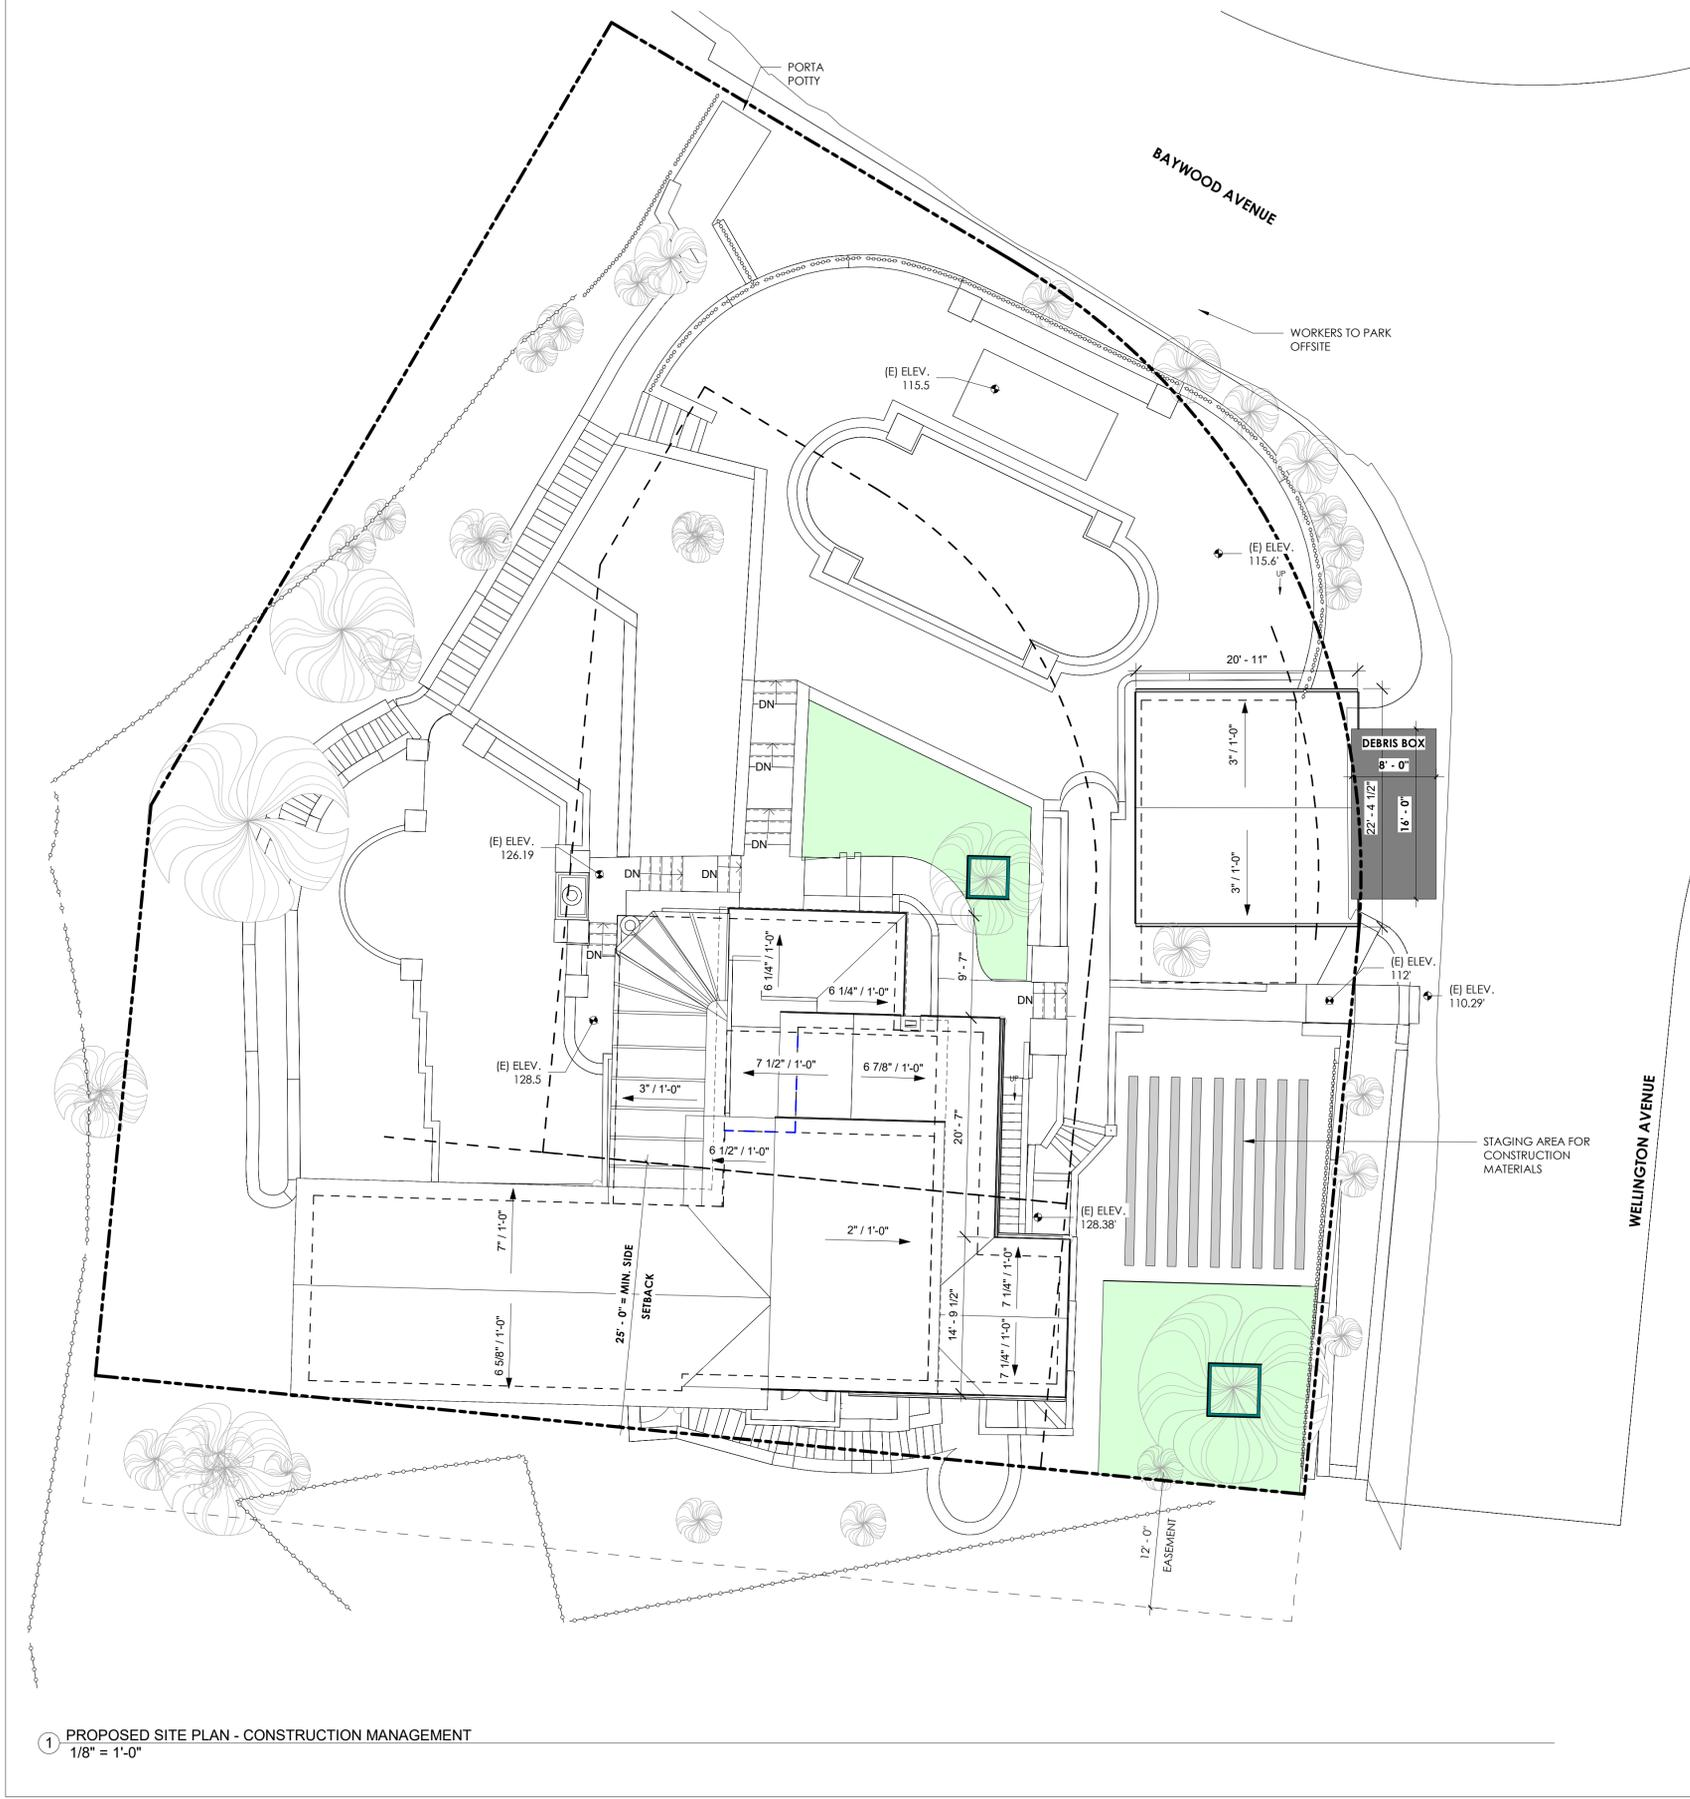 PORTA
POTTY
BAYWOOD AVENUE
WORKERS TO PARK
OFFSITE
(E) ELEV.
115.5
(E) ELEV.
115.6'
UP
20' - 11"
DN
DN
DN
3" / 1'-0"
3" / 1'-0"
DEBRIS BOX
8' - 0"
22' - 4 1/2"
16' - 0"
(E) ELEV.
126.19
DN
DN
DN
6 1/4" / 1'-0"
6 1/4" / 1'-0"
9' - 7"
DN
(E) ELEV.
112'
(E) ELEV.
110.29'
(E) ELEV.
128.5
3" / 1'-0"
7 1/2" / 1'-0"
6 7/8" / 1'-0"
UP
20' - 7"
6 1/2" / 1'-0"
STAGING AREA FOR
CONSTRUCTION
MATERIALS
WELLINGTON AVENUE
(E) ELEV.
128.38'
7" / 1'-0"
6 5/8" / 1'-0"
25' - 0" = MIN. SIDE
SETBACK
2" / 1'-0"
14' - 9 1/2"
7 1/4" / 1'-0"
7 1/4" / 1'-0"
12' - 0"
EASEMENT
1 PROPOSED SITE PLAN - CONSTRUCTION MANAGEMENT
1/8" = 1'-0"